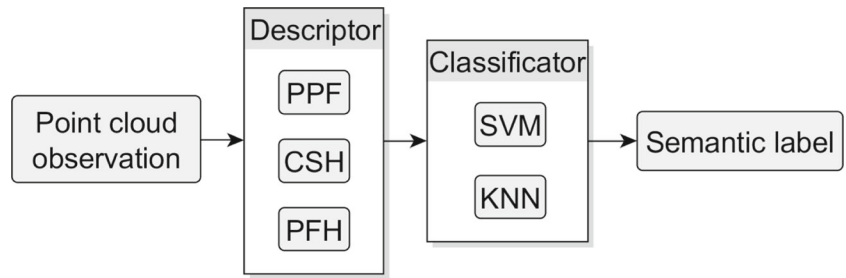 Point cloud
observation
Descriptor
PPF
CSH
PFH
Classificator
SVM
KNN
Semantic label